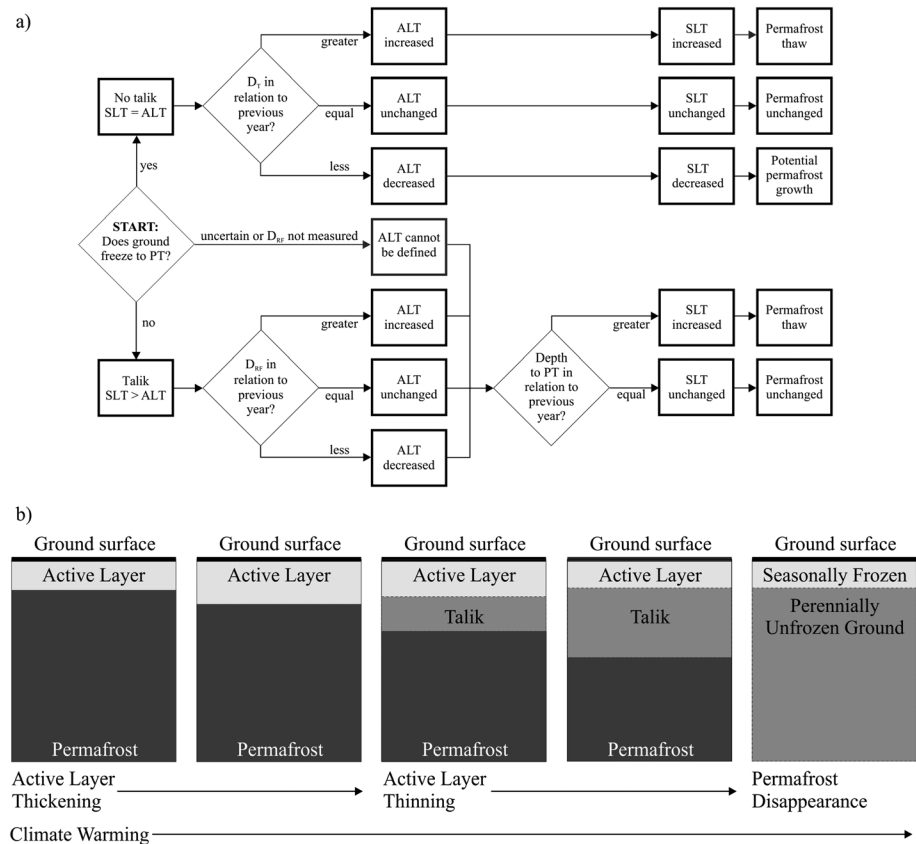 a)
ALT
increased
SLT
increased
Permafrost
thaw
greater
No talik
SLT = ALT
D_T in
relation to
previous
year?
equal
ALT
unchanged
SLT
unchanged
Permafrost
unchanged
less
ALT
decreased
SLT
decreased
Potential
permafrost
growth
yes
START:
Does ground
freeze to PT?
uncertain or D_RF not measured
ALT cannot
be defined
no
greater
ALT
increased
greater
SLT
increased
Permafrost
thaw
Talik
SLT > ALT
D_RF in
relation to
previous
year?
equal
ALT
unchanged
Depth
to PT in
relation to
previous
year?
equal
SLT
unchanged
Permafrost
unchanged
less
ALT
decreased
b)
Ground surface
Active Layer
Permafrost
Ground surface
Active Layer
Permafrost
Ground surface
Active Layer
Talik
Permafrost
Ground surface
Active Layer
Talik
Permafrost
Ground surface
Seasonally Frozen
Perennially
Unfrozen Ground
Active Layer
Thickening
Active Layer
Thinning
Permafrost
Disappearance
Climate Warming